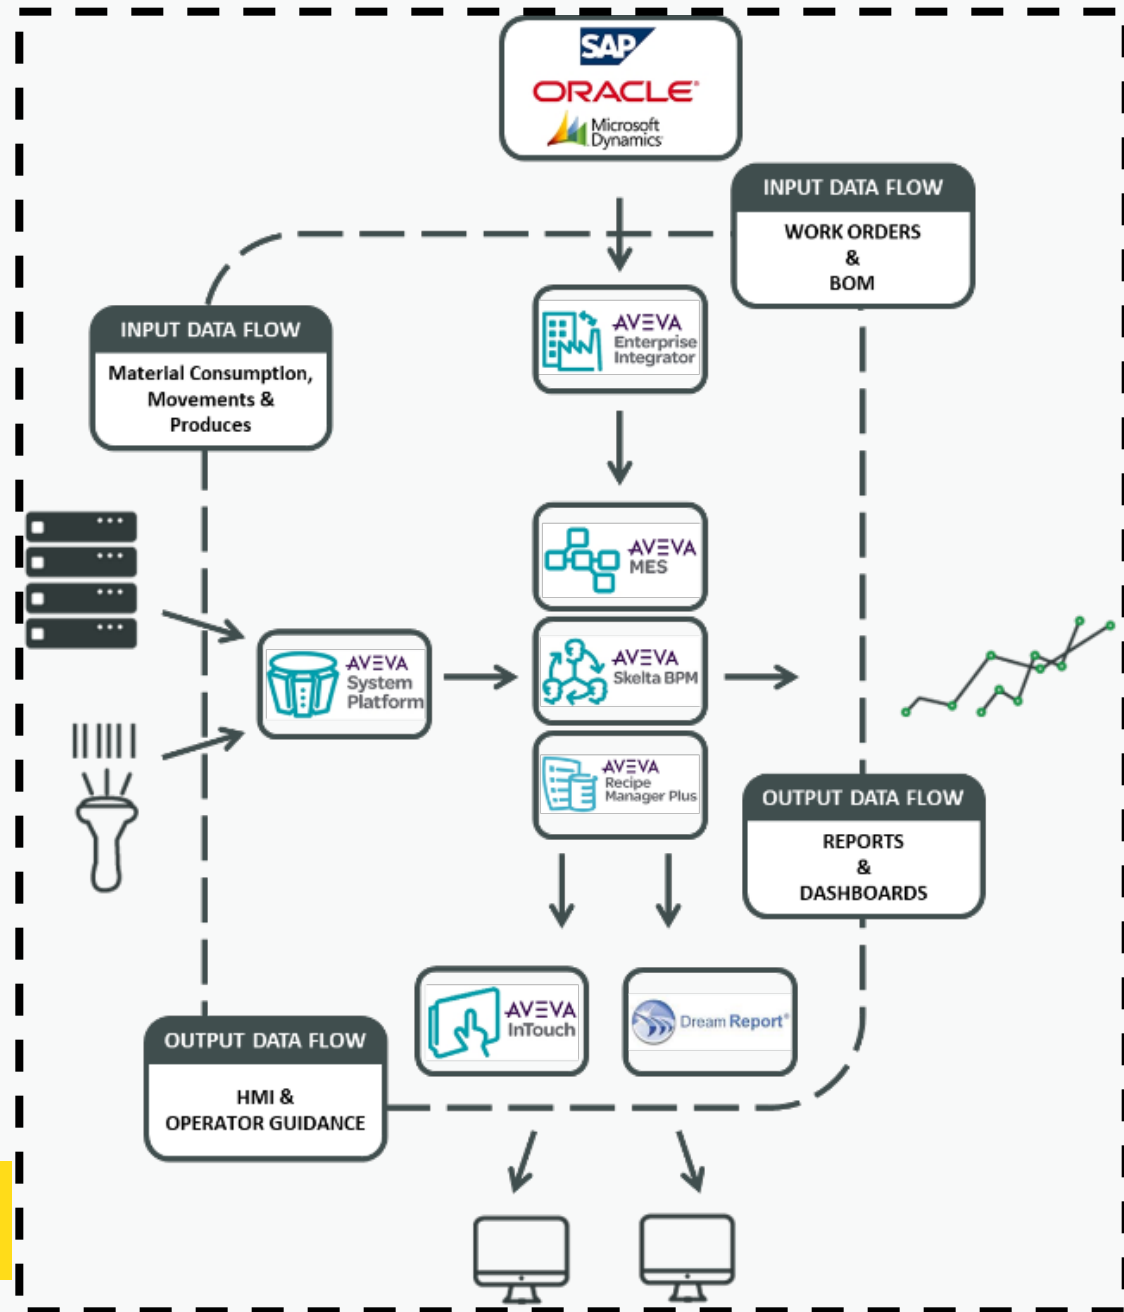 SAP
ORACLE®
Microsoft
Dynamics®
INPUT DATA FLOW
WORK ORDERS
&
BOM
AVEVA
Enterprise
Integrator
INPUT DATA FLOW
Material Consumption,
Movements &
Produces
AVEVA
MES
AVEVA
System
Platform
AVEVA
Skelta BPM
AVEVA
Recipe
Manager Plus
OUTPUT DATA FLOW
REPORTS
&
DASHBOARDS
AVEVA
InTouch
Dream Report®
OUTPUT DATA FLOW
HMI &
OPERATOR GUIDANCE